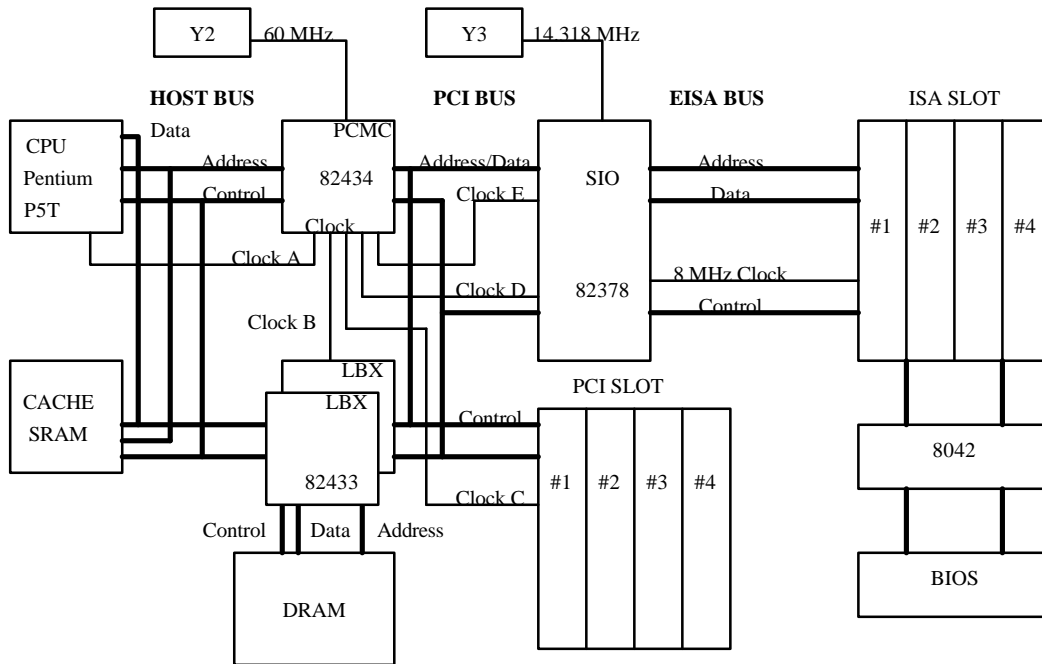 Y2
60 MHz
Y3
14.318 MHz
HOST BUS
PCI BUS
EISA BUS
ISA SLOT
Data
CPU
Pentium
P5T
Address
Control
PCMC
82434
Clock
Address/Data
Clock E
SIO
82378
Address
Data
8 MHz Clock
Control
#1
#2
#3
#4
Clock A
Clock D
Clock B
CACHE
SRAM
LBX
LBX
82433
Control
Clock C
PCI SLOT
#1
#2
#3
#4
8042
BIOS
Control
Data
Address
DRAM